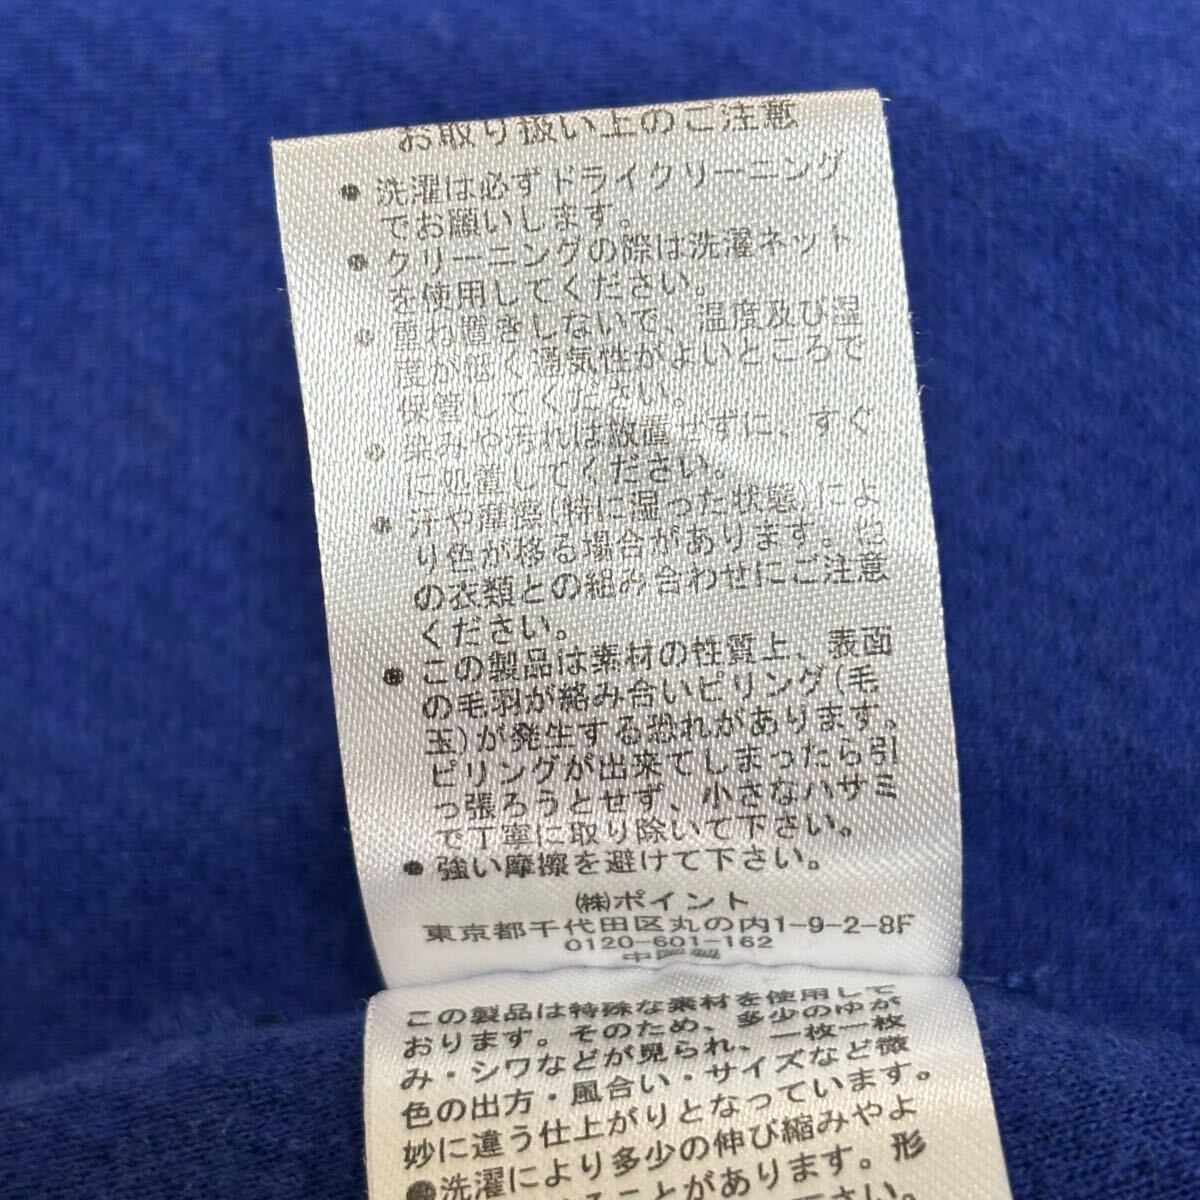 お取り扱い上のご注意
● 洗濯は必ずドライクリーニング
でお願いします。
● クリーニングの際は洗濯ネット
を使用してください。
● 重ね置きしないで、温度及び湿
度が低く通気性がよいところで
保管してください。
● 染みや汚れは放置せずに、すぐ
に処置してください。
● 汗や摩擦(特に湿った状態)によ
り色が移る場合があります。他
の衣類との組み合わせにご注意
ください。
● この製品は素材の性質上、表面
の毛羽が絡み合いピリング(毛
玉)が発生する恐れがあります。
ピリングが出来てしまったら引
っ張ろうとせず、小さなハサミ
で丁寧に取り除いて下さい。
● 強い摩擦を避けて下さい。
㈱ポイント
東京都千代田区丸の内1-9-2-8F
0120-601-162
中国製
この製品は特殊な素材を使用して
おります。そのため、多少のゆが
み・シワなどが見られ、一枚一枚
色の出方・風合い・サイズなど微
妙に違う仕上がりとなっています。
●洗濯により多少の伸び縮みやよ
ることがあります。形
下さい。